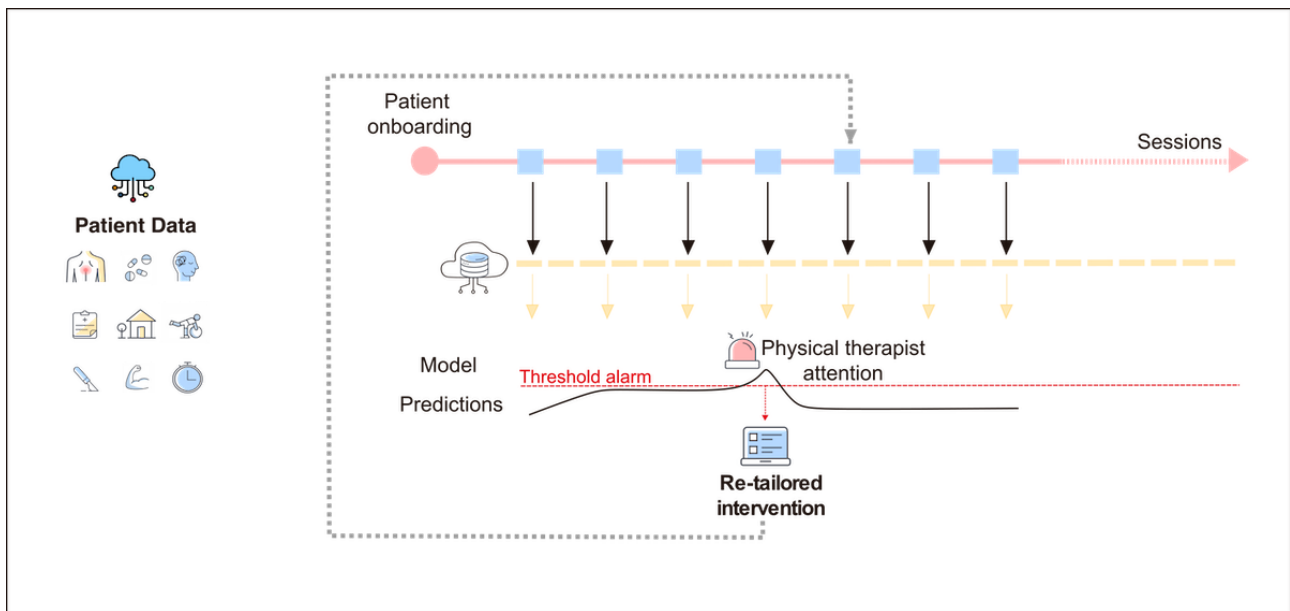 Patient
onboarding
Sessions
Patient Data
Model
Predictions
Threshold alarm
Physical therapist
attention
Re-tailored
intervention